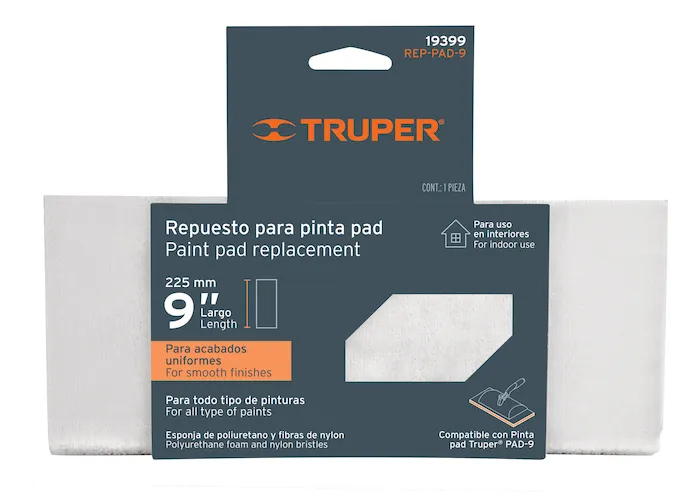 19399
REP-PAD-9
TRUPER®
CONT.: 1 PIEZA
Repuesto para pinta pad
Paint pad replacement
Para uso
en interiores
For indoor use
225 mm
9"
Largo
Length
Para acabados
uniformes
For smooth finishes
Para todo tipo de pinturas
For all type of paints
Esponja de poliuretano y fibras de nylon
Polyurethane foam and nylon bristles
Compatible con Pinta
pad Truper® PAD-9